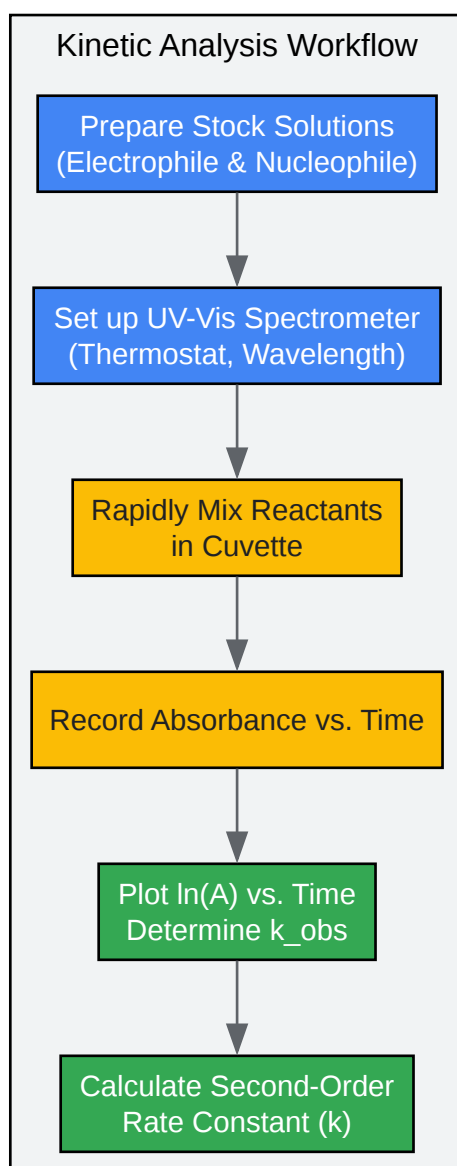 Kinetic Analysis Workflow
Prepare Stock Solutions
(Electrophile & Nucleophile)
Set up UV-Vis Spectrometer
(Thermostat, Wavelength)
Rapidly Mix Reactants
in Cuvette
Record Absorbance vs. Time
Plot ln(A) vs. Time
Determine k_obs
Calculate Second-Order
Rate Constant (k)